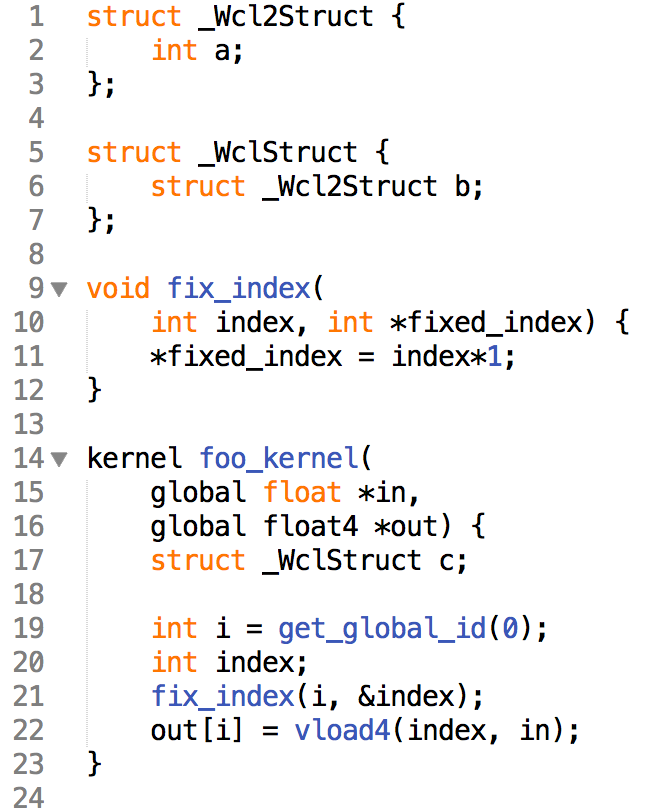 1 struct _Wcl2Struct {
2     int a;
3 };
4
5 struct _WclStruct {
6     struct _Wcl2Struct b;
7 };
8
9 void fix_index(
10     int index, int *fixed_index) {
11     *fixed_index = index*1;
12 }
13
14 kernel foo_kernel(
15     global float *in,
16     global float4 *out) {
17     struct _WclStruct c;
18
19     int i = get_global_id(0);
20     int index;
21     fix_index(i, &index);
22     out[i] = vload4(index, in);
23 }
24